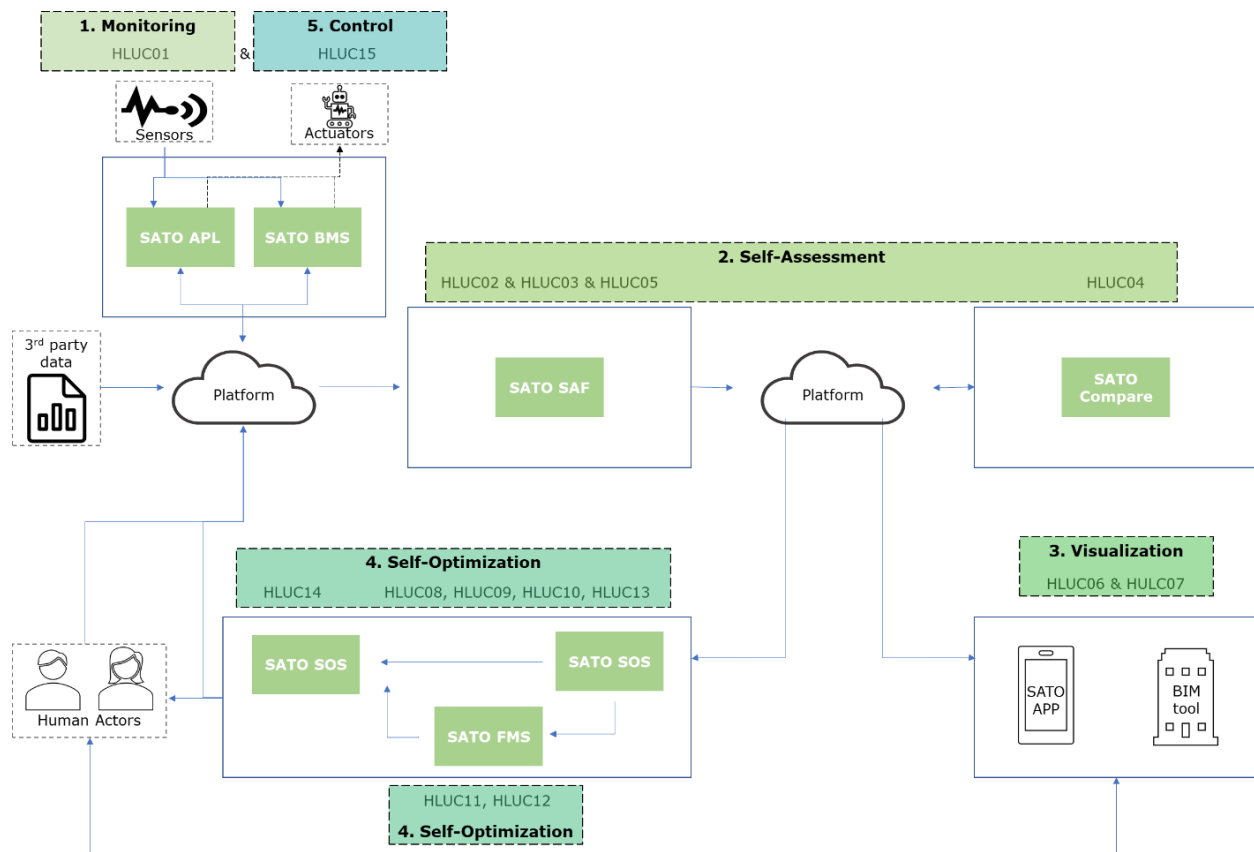 1. Monitoring
HLUC01
&
5. Control
HLUC15
Sensors
Actuators
SATO APL
SATO BMS
2. Self-Assessment
HLUC02 & HLUC03 & HLUC05
HLUC04
3rd party
data
Platform
SATO SAF
Platform
SATO
Compare
4. Self-Optimization
HLUC14
HLUC08, HLUC09, HLUC10, HLUC13
3. Visualization
HLUC06 & HULC07
SATO SOS
SATO SOS
SATO FMS
Human Actors
SATO
APP
BIM
tool
HLUC11, HLUC12
4. Self-Optimization